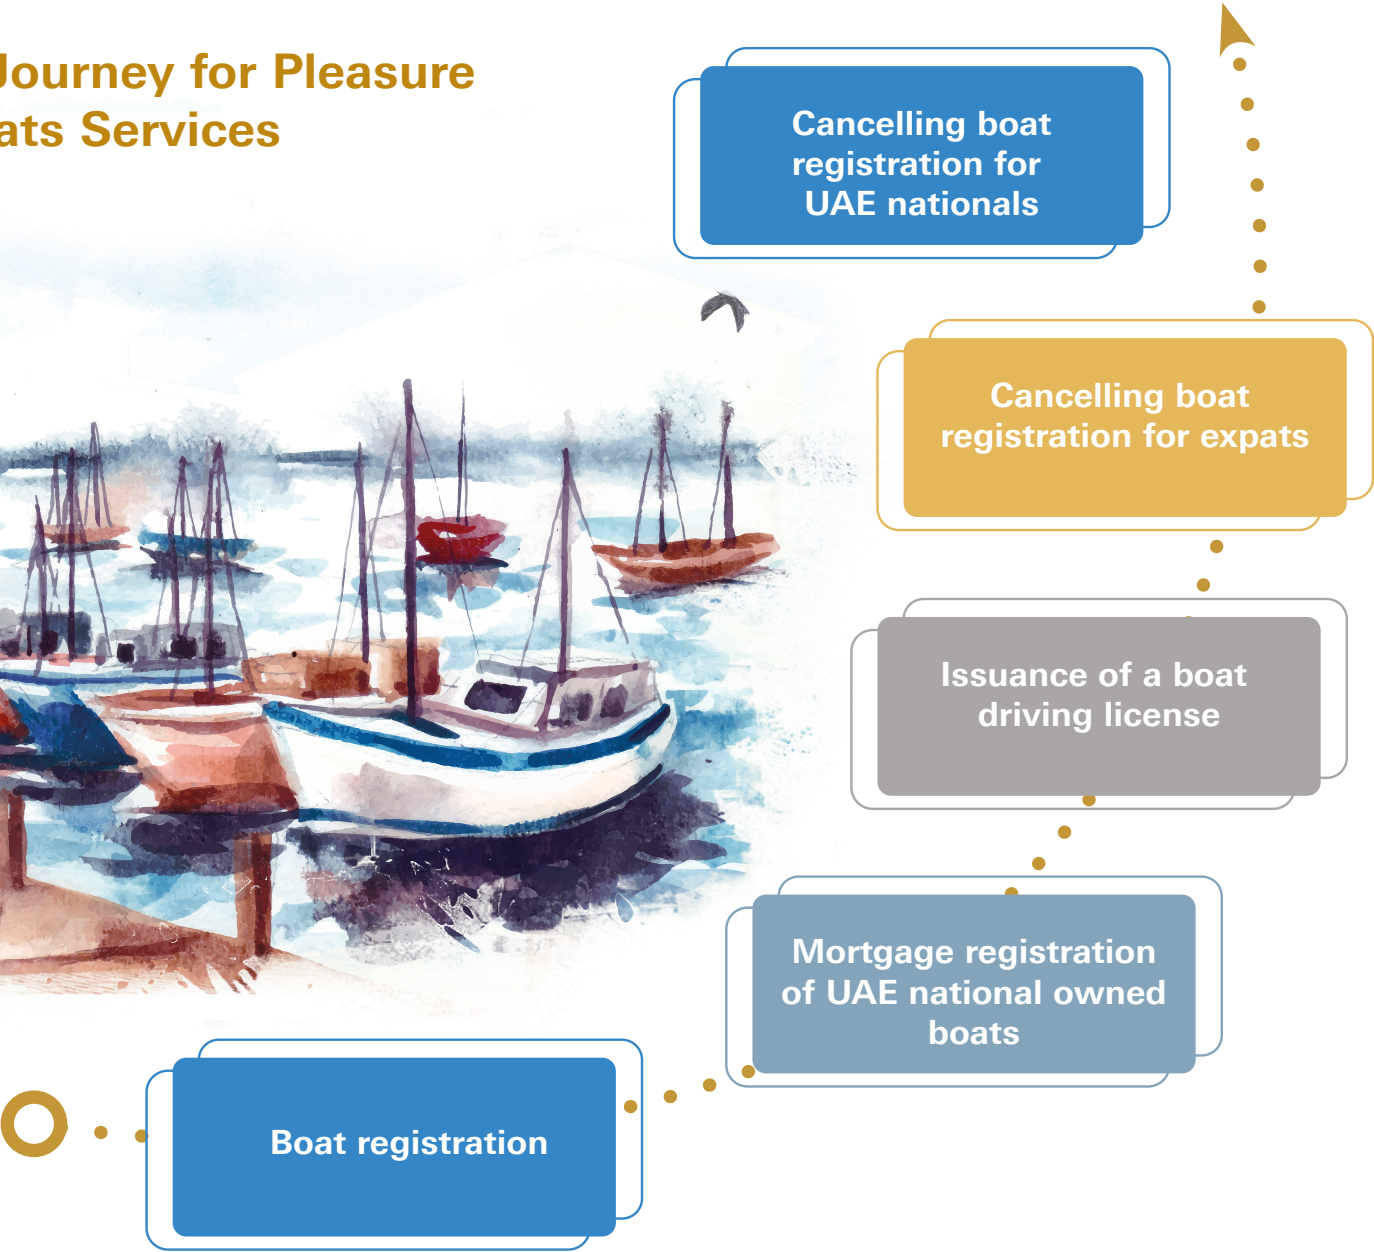 Journey for Pleasure
ats Services
Cancelling boat
registration for
UAE nationals
Cancelling boat
registration for expats
Issuance of a boat
driving license
Mortgage registration
of UAE national owned
boats
Boat registration